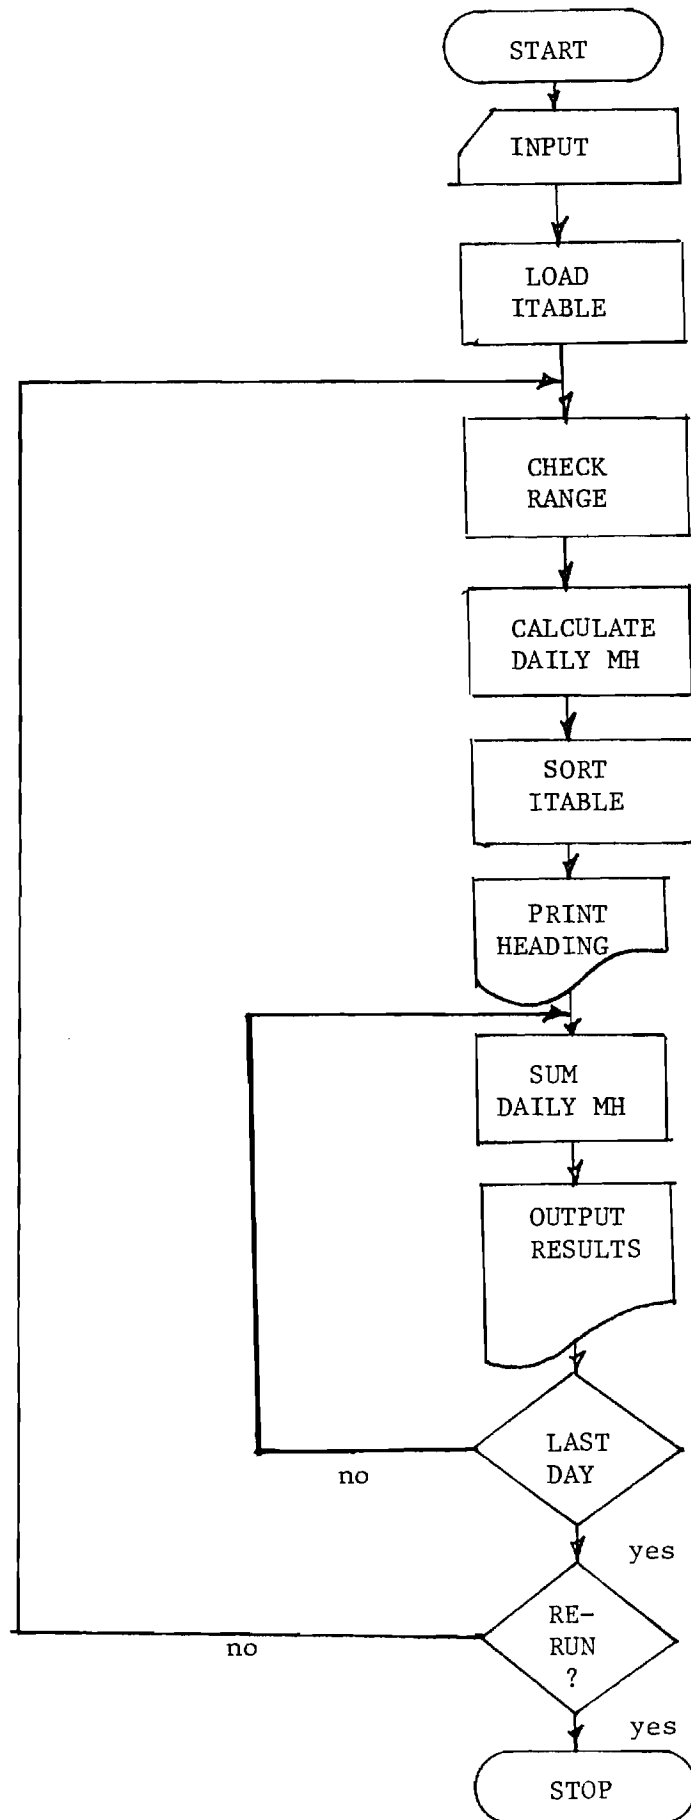 START
INPUT
LOAD
ITABLE
CHECK
RANGE
CALCULATE
DAILY MH
SORT
ITABLE
PRINT
HEADING
SUM
DAILY MH
OUTPUT
RESULTS
LAST
DAY
no
yes
RE-
RUN
?
no
yes
STOP